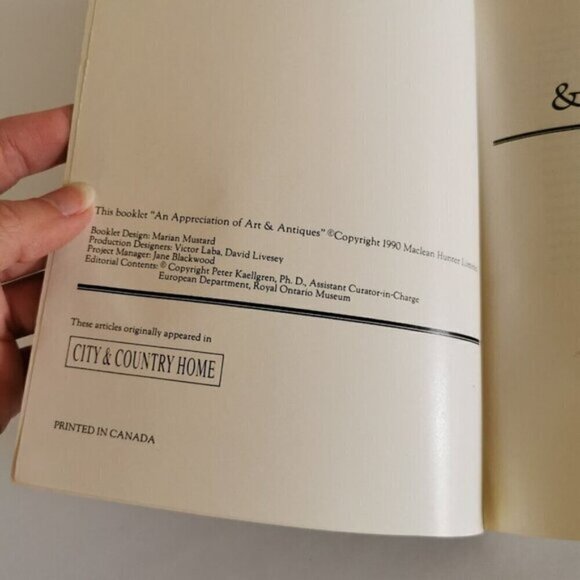 This booklet "An Appreciation of Art & Antiques" ©Copyright 1990 Maclean Hunter Limited
Booklet Design: Marian Mustard
Production Designers: Victor Laba, David Livesey
Project Manager: Jane Blackwood
Editorial Contents: © Copyright Peter Kaellgren, Ph. D., Assistant Curator-in-Charge
European Department, Royal Ontario Museum
These articles originally appeared in
CITY & COUNTRY HOME
PRINTED IN CANADA
&